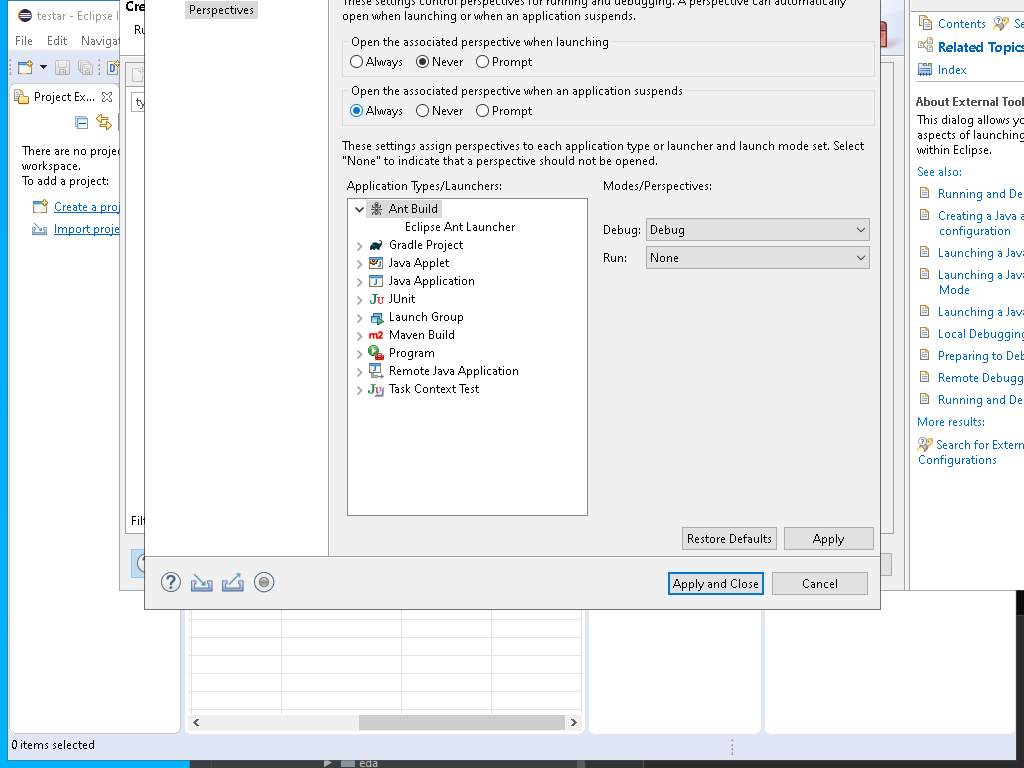 testar - Eclipse I
File Edit Navigat
Project Ex...
There are no proje
workspace.
To add a project:
Create a proj
Import proje
0 items selected
Cre
Ru
ty
Filt
Perspectives
These settings control perspectives for running and debugging. A perspective can automatically
open when launching or when an application suspends.
Open the associated perspective when launching
Always Never Prompt
Open the associated perspective when an application suspends
Always Never Prompt
These settings assign perspectives to each application type or launcher and launch mode set. Select
"None" to indicate that a perspective should not be opened.
Application Types/Launchers:
Ant Build
Eclipse Ant Launcher
Gradle Project
Java Applet
Java Application
JUnit
Launch Group
Maven Build
Program
Remote Java Application
Task Context Test
Modes/Perspectives:
Debug: Debug
Run: None
Restore Defaults Apply
Apply and Close Cancel
Contents Se
Related Topics
Index
About External Tool
This dialog allows yo
aspects of launching
within Eclipse.
See also:
Running and De
Creating a Java a
configuration
Launching a Java
Launching a Java
Mode
Launching a Java
Local Debugging
Preparing to Deb
Remote Debugg
Running and De
More results:
Search for Extern
Configurations
eda